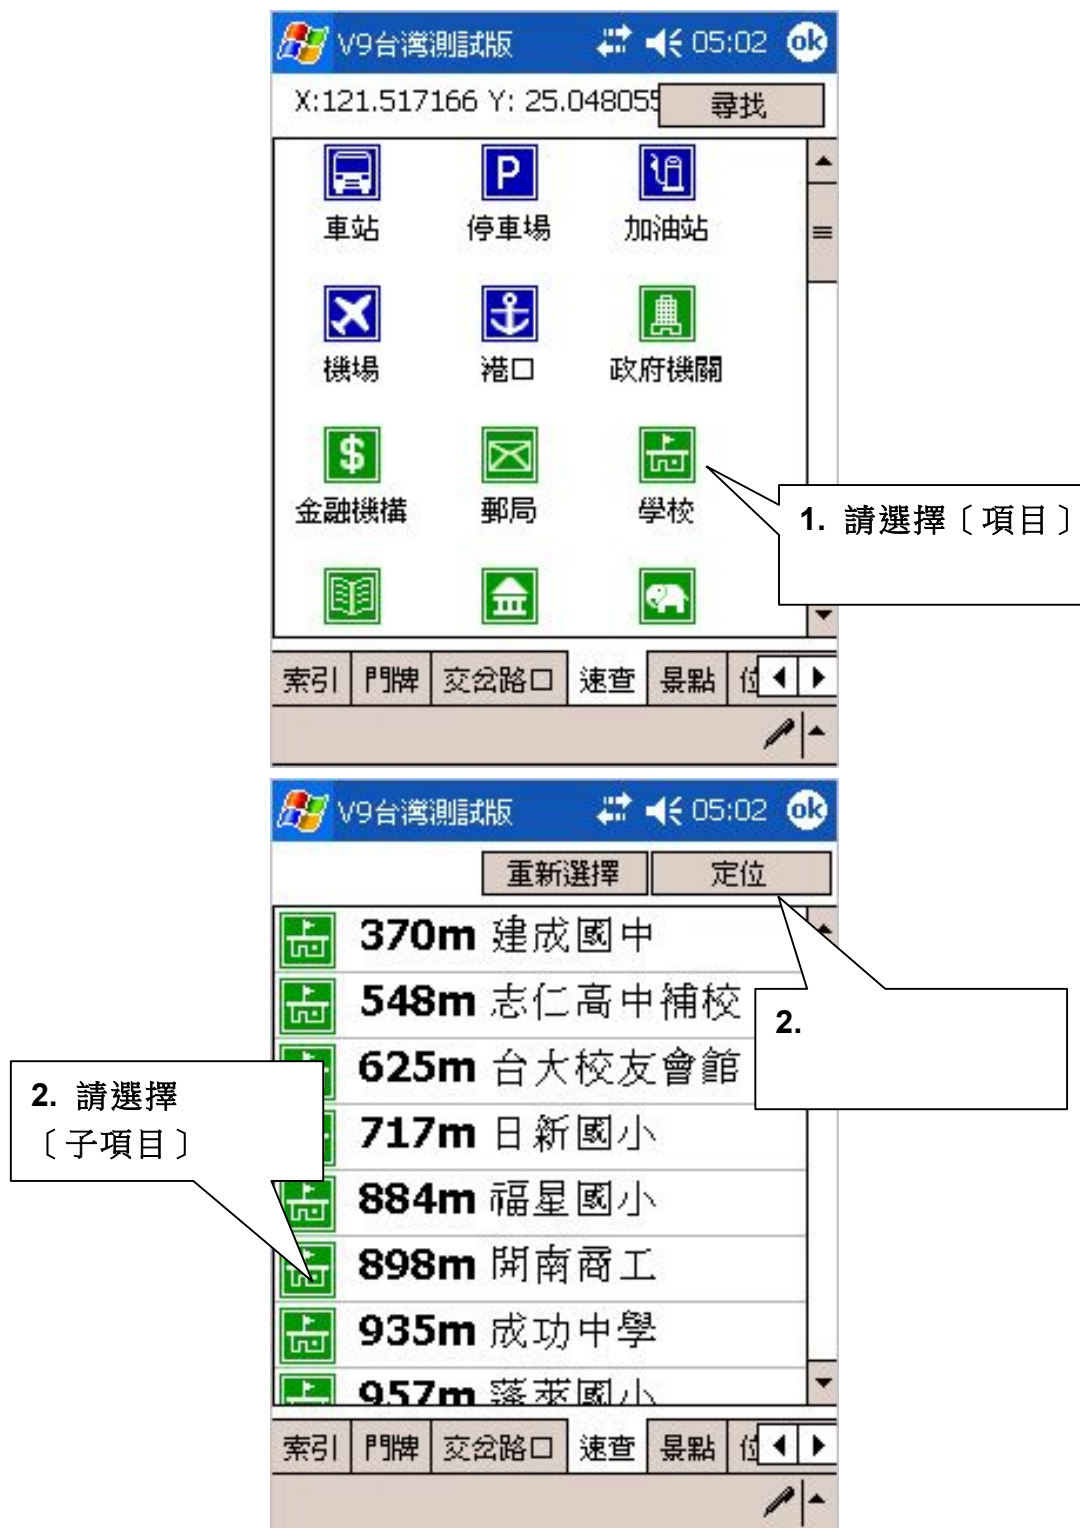 V9台灣測試版 05:02 ok
X:121.517166 Y: 25.048055 尋找
車站 停車場 加油站
機場 港口 政府機關
金融機構 郵局 學校
1. 請選擇〔項目〕
索引 門牌 交岔路口 速查 景點 位
V9台灣測試版 05:02 ok
重新選擇 定位
370m 建成國中
548m 志仁高中補校
2.
625m 台大校友會館
2. 請選擇
〔子項目〕
717m 日新國小
884m 福星國小
898m 開南商工
935m 成功中學
957m 蓬萊國小
索引 門牌 交岔路口 速查 景點 位